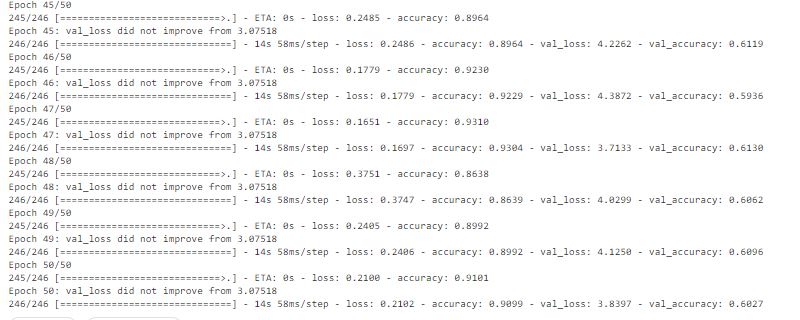 Epoch 45/50
245/246 [============================>.] - ETA: 0s - loss: 0.2485 - accuracy: 0.8964
Epoch 45: val_loss did not improve from 3.07518
246/246 [==============================] - 14s 58ms/step - loss: 0.2486 - accuracy: 0.8964 - val_loss: 4.2262 - val_accuracy: 0.6119
Epoch 46/50
245/246 [============================>.] - ETA: 0s - loss: 0.1779 - accuracy: 0.9230
Epoch 46: val_loss did not improve from 3.07518
246/246 [==============================] - 14s 58ms/step - loss: 0.1779 - accuracy: 0.9229 - val_loss: 4.3872 - val_accuracy: 0.5936
Epoch 47/50
245/246 [============================>.] - ETA: 0s - loss: 0.1651 - accuracy: 0.9310
Epoch 47: val_loss did not improve from 3.07518
246/246 [==============================] - 14s 58ms/step - loss: 0.1697 - accuracy: 0.9304 - val_loss: 3.7133 - val_accuracy: 0.6130
Epoch 48/50
245/246 [============================>.] - ETA: 0s - loss: 0.3751 - accuracy: 0.8638
Epoch 48: val_loss did not improve from 3.07518
246/246 [==============================] - 14s 58ms/step - loss: 0.3747 - accuracy: 0.8639 - val_loss: 4.0299 - val_accuracy: 0.6062
Epoch 49/50
245/246 [============================>.] - ETA: 0s - loss: 0.2405 - accuracy: 0.8992
Epoch 49: val_loss did not improve from 3.07518
246/246 [==============================] - 14s 58ms/step - loss: 0.2406 - accuracy: 0.8992 - val_loss: 4.1250 - val_accuracy: 0.6096
Epoch 50/50
245/246 [============================>.] - ETA: 0s - loss: 0.2100 - accuracy: 0.9101
Epoch 50: val_loss did not improve from 3.07518
246/246 [==============================] - 14s 58ms/step - loss: 0.2102 - accuracy: 0.9099 - val_loss: 3.8397 - val_accuracy: 0.6027